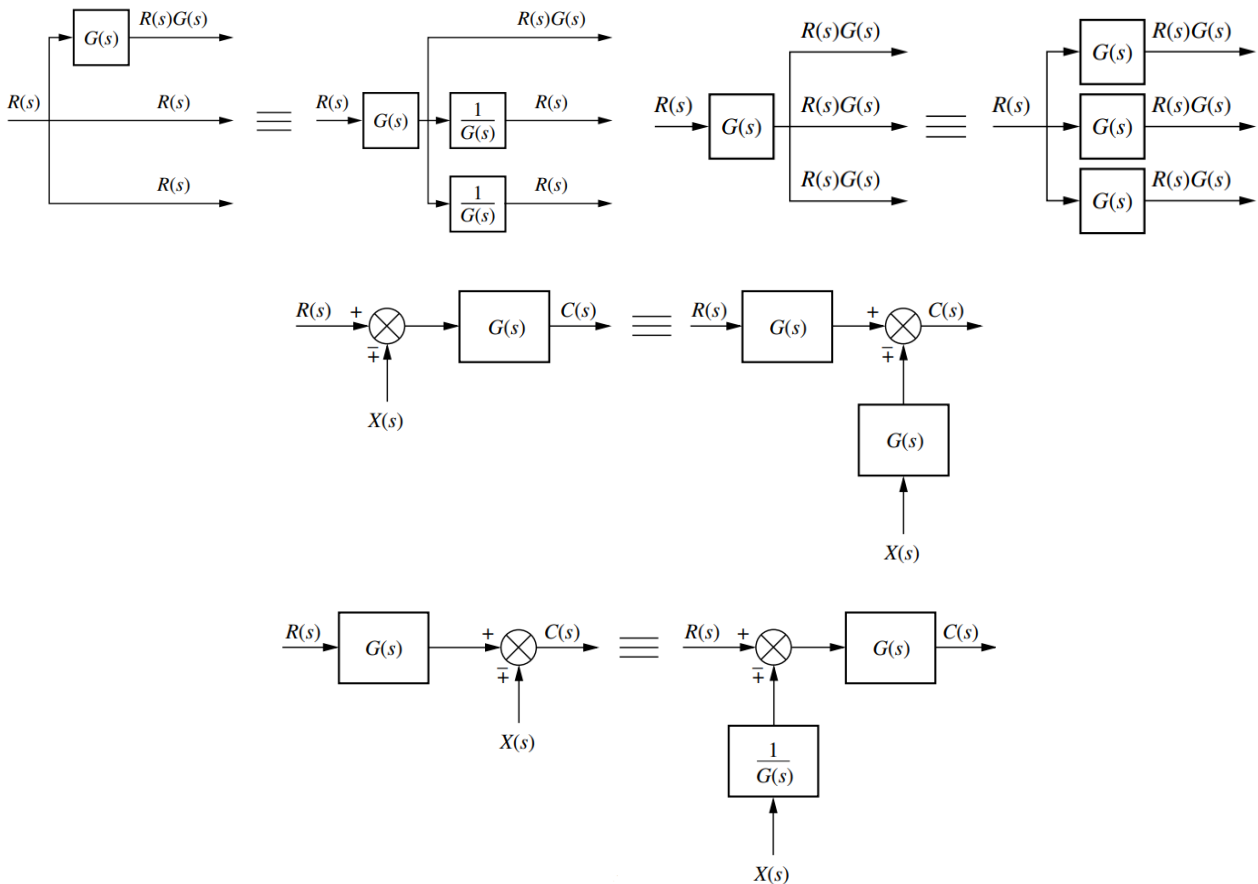 R(s)G(s) R(s)G(s)
G(s) R(s)G(s) G(s) R(s)G(s)
R(s) R(s) ≡ R(s) G(s) 1/G(s) R(s) R(s) G(s) R(s)G(s) ≡ R(s) G(s) R(s)G(s)
R(s) 1/G(s) R(s) R(s)G(s) G(s) R(s)G(s)
R(s) + G(s) C(s) ≡ R(s) G(s) + C(s)
∓ ∓
X(s) G(s)
X(s)
R(s) G(s) + C(s) ≡ R(s) + G(s) C(s)
∓ ∓
X(s) 1/G(s)
X(s)